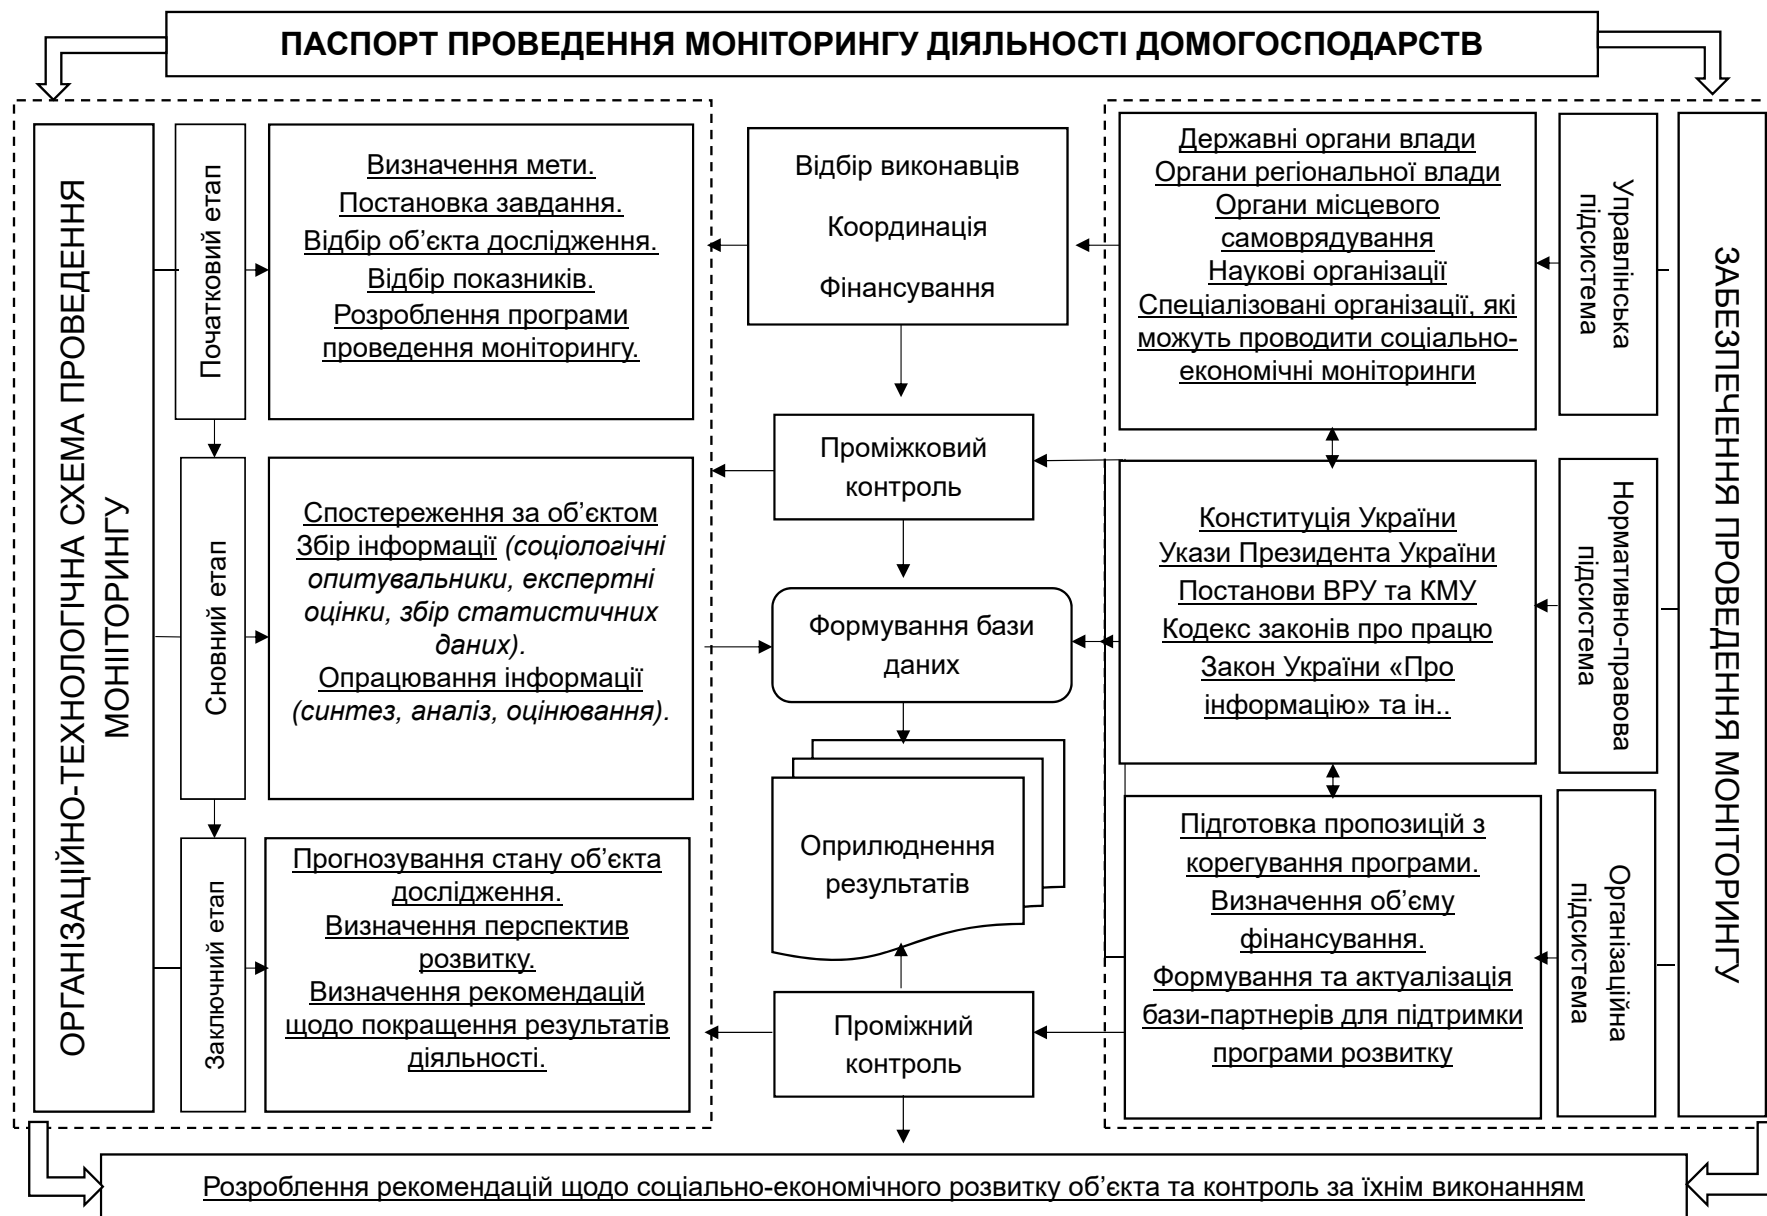 ПАСПОРТ ПРОВЕДЕННЯ МОНІТОРИНГУ ДІЯЛЬНОСТІ ДОМОГОСПОДАРСТВ
ОРГАНІЗАЦІЙНО-ТЕХНОЛОГІЧНА СХЕМА ПРОВЕДЕННЯ
МОНІІТОРИНГУ
Початковий етап
Визначення мети.
Постановка завдання.
Відбір об’єкта дослідження.
Відбір показників.
Розроблення програми
проведення моніторингу.
Сновний етап
Спостереження за об’єктом
Збір інформації (соціологічні
опитувальники, експертні
оцінки, збір статистичних
даних).
Опрацювання інформації
(синтез, аналіз, оцінювання).
Заключний етап
Прогнозування стану об’єкта
дослідження.
Визначення перспектив
розвитку.
Визначення рекомендацій
щодо покращення результатів
діяльності.
Відбір виконавців
Координація
Фінансування
Проміжковий
контроль
Формування бази
даних
Оприлюднення
результатів
Проміжний
контроль
Державні органи влади
Органи регіональної влади
Органи місцевого
самоврядування
Наукові організації
Спеціалізовані організації, які
можуть проводити соціально-
економічні моніторинги
Управлінська
підсистема
Конституція України
Укази Президента України
Постанови ВРУ та КМУ
Кодекс законів про працю
Закон України «Про
інформацію» та ін..
Нормативно-правова
підсистема
Підготовка пропозицій з
корегування програми.
Визначення об’єму
фінансування.
Формування та актуалізація
бази-партнерів для підтримки
програми розвитку
Організаційна
підсистема
ЗАБЕЗПЕЧЕННЯ ПРОВЕДЕННЯ МОНІТОРИНГУ
Розроблення рекомендацій щодо соціально-економічного розвитку об’єкта та контроль за їхнім виконанням